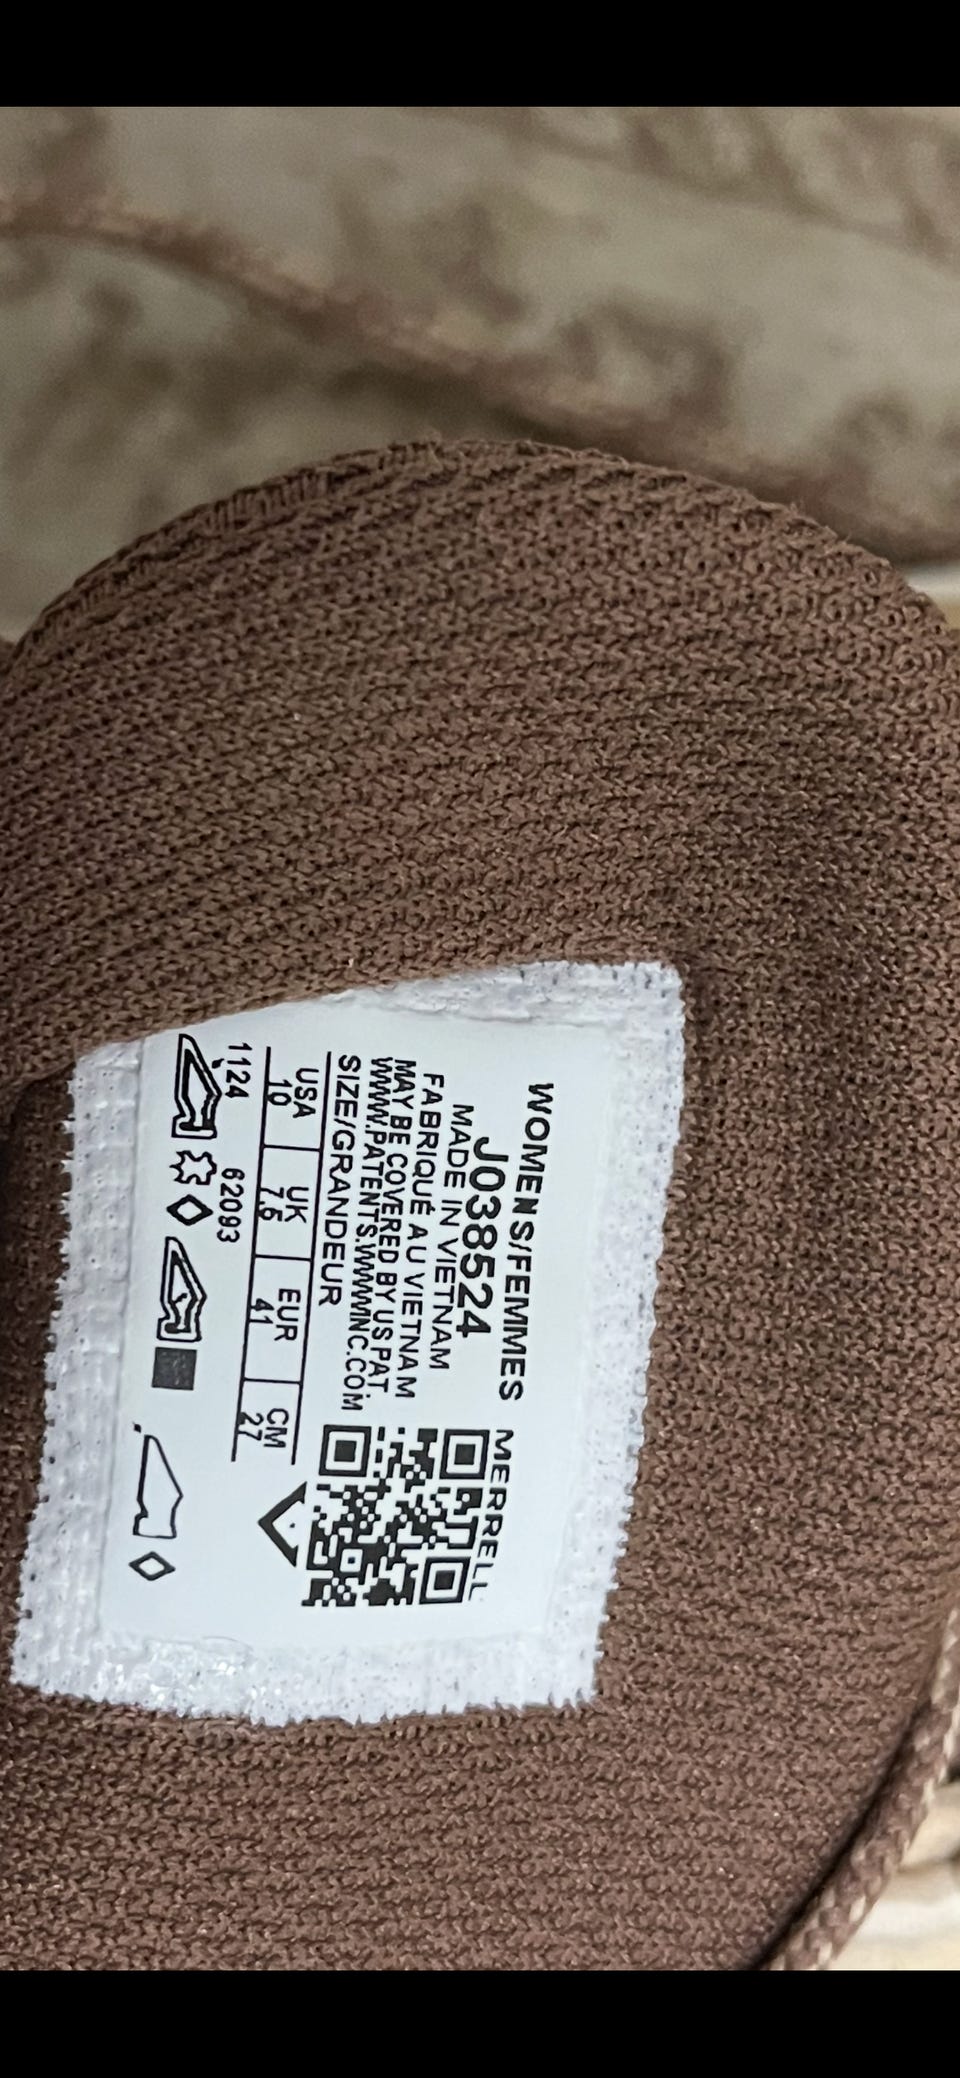 WOMENS/FEMMES
J038524
MADE IN VIETNAM
FABRIQUÉ AU VIETNAM
MAY BE COVERED BY US PAT.
WWW.PATENTS.WWWINC.COM
SIZE/GRANDEUR
USA UK EUR CM
10 7.5 41 27
1124 62093
MERRELL